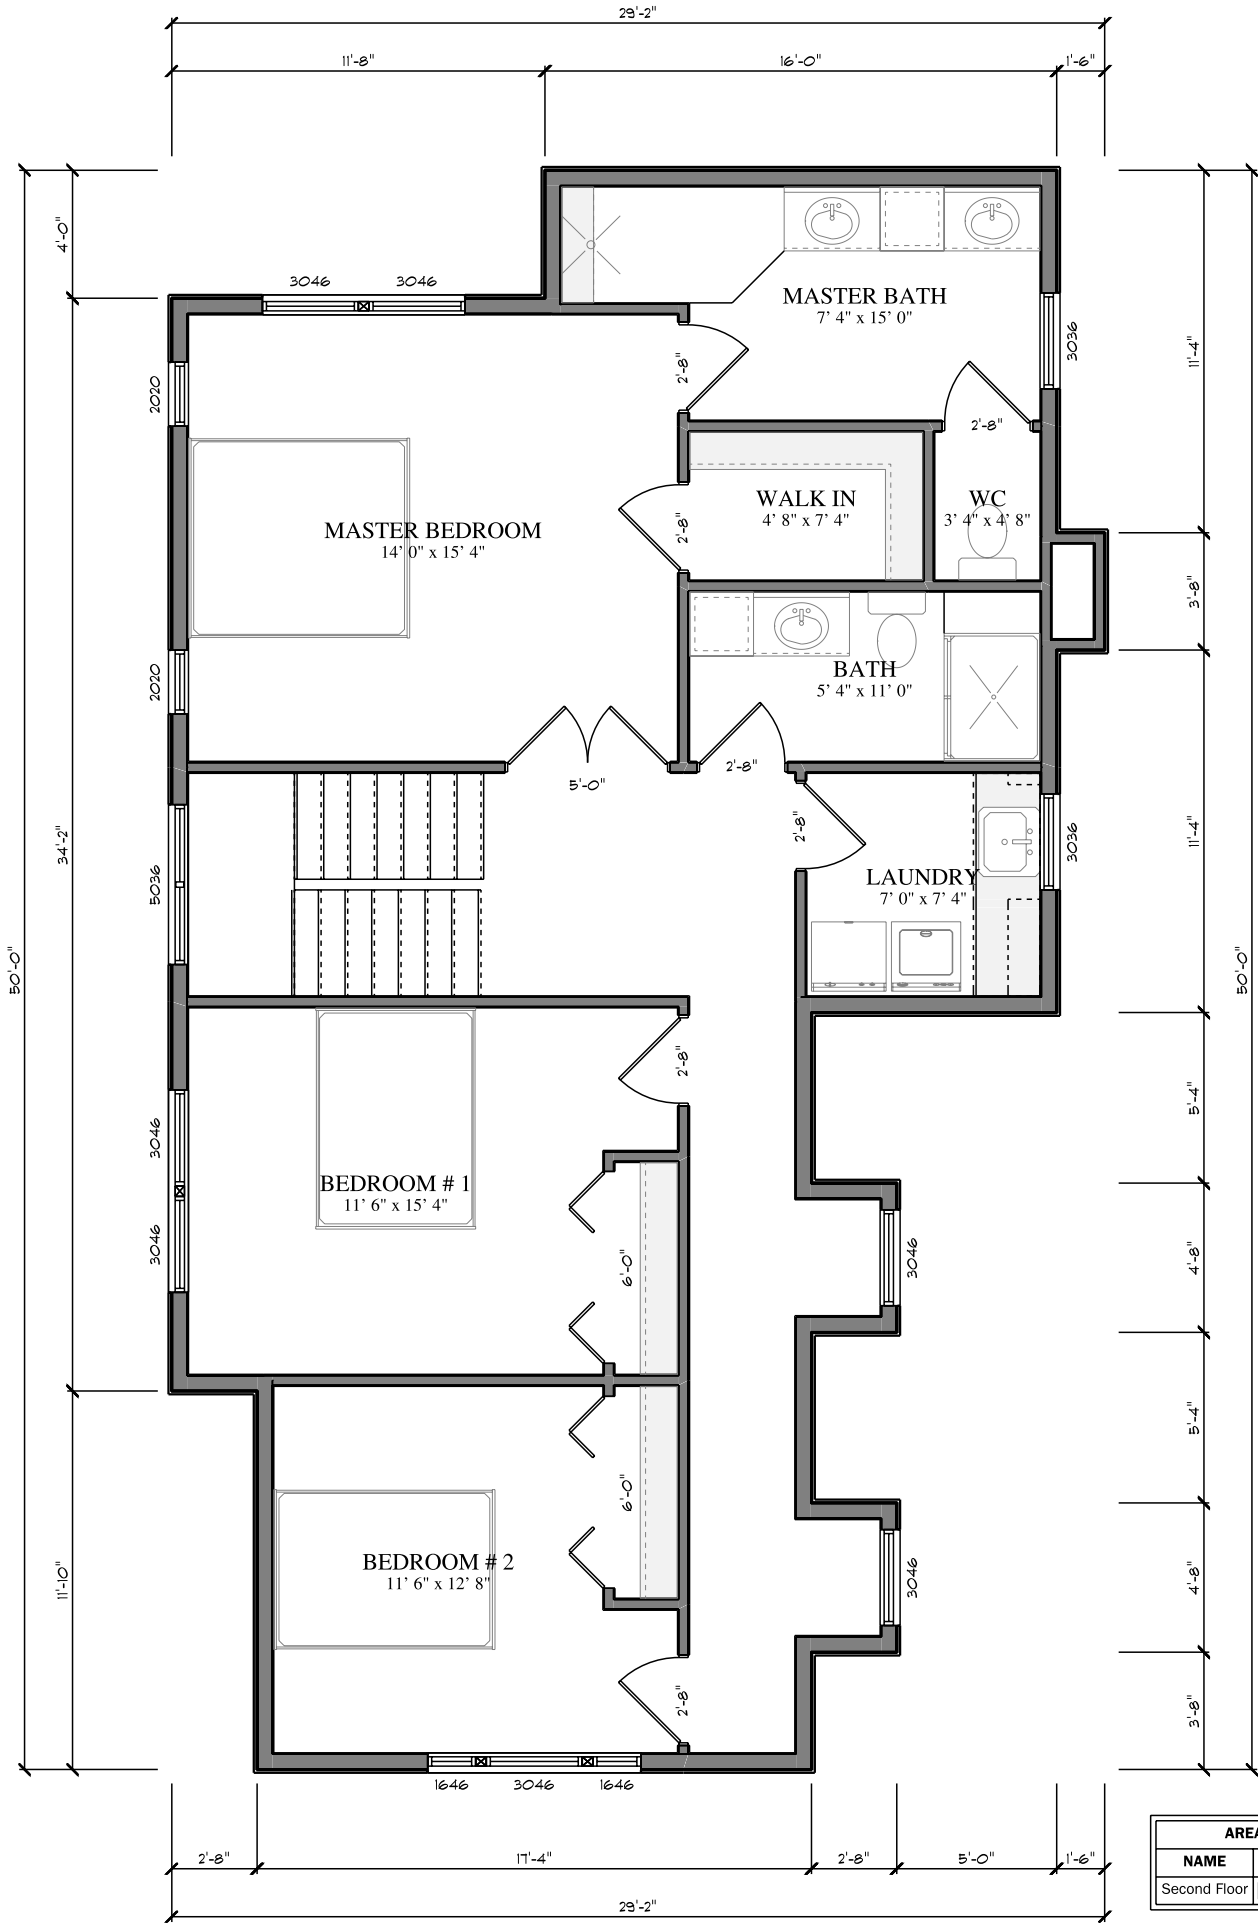 29'-2"
11'-8" 16'-0" 1'-6"
4'-0"
3046 3046
MASTER BATH
7' 4" x 15' 0"
3036
11'-4"
2'-8"
2020
2'-8"
WALK IN
4' 8" x 7' 4"
WC
3' 4" x 4' 8"
MASTER BEDROOM
14' 0" x 15' 4"
2'-8"
3'-8"
2020
BATH
5' 4" x 11' 0"
5'-0"
2'-8"
34'-2"
5036
2'-8"
3036
11'-4"
LAUNDRY
7' 0" x 7' 4"
50'-0"
50'-0"
2'-8"
5'-4"
3046
BEDROOM # 1
11' 6" x 15' 4"
3046
6'-0"
3046
4'-8"
5'-4"
6'-0"
BEDROOM # 2
11' 6" x 12' 8"
11'-10"
3046
4'-8"
2'-8"
3'-8"
1646 3046 1646
2'-8" 17'-4" 2'-8" 5'-0" 1'-6"
29'-2"
AREA
NAME
Second Floor